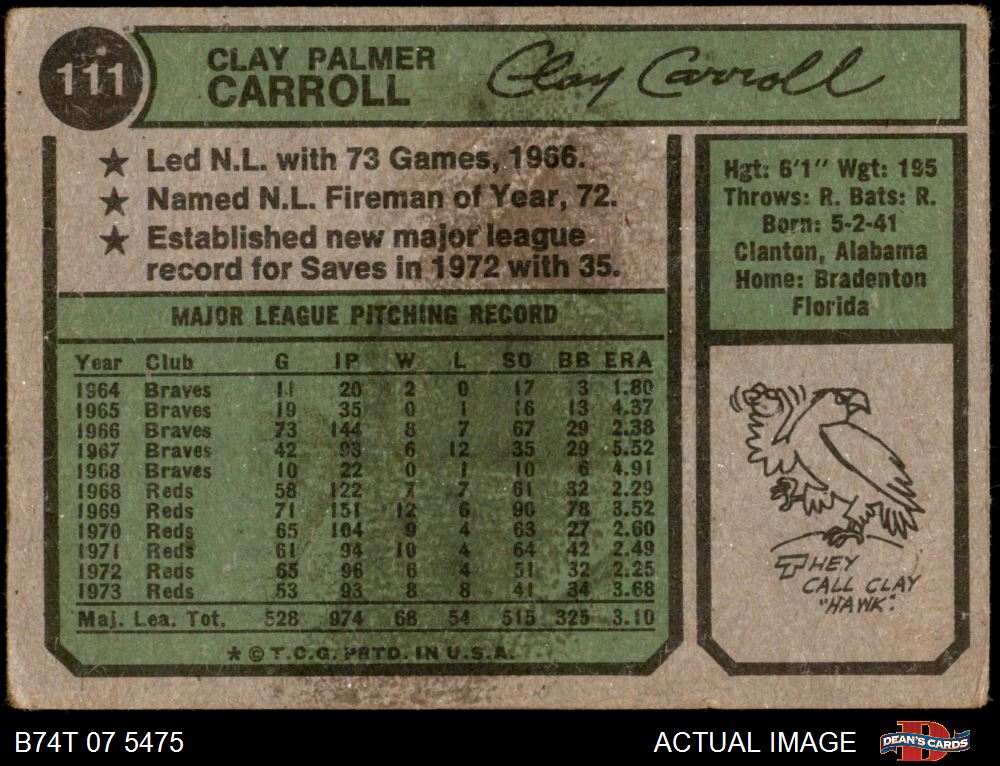 111
CLAY PALMER
CARROLL
Clay Carroll
★ Led N.L. with 73 Games, 1966.
★ Named N.L. Fireman of Year, 72.
★ Established new major league
record for Saves in 1972 with 35.
Hgt: 6'1" Wgt: 195
Throws: R. Bats: R.
Born: 5-2-41
Clanton, Alabama
Home: Bradenton
Florida
MAJOR LEAGUE PITCHING RECORD
Year Club G IP W L SO BB ERA
1964 Braves 11 20 2 0 17 3 1.80
1965 Braves 19 35 0 1 16 13 4.37
1966 Braves 73 144 8 7 67 29 2.38
1967 Braves 42 93 6 12 35 29 5.52
1968 Braves 10 22 0 1 10 6 4.91
1968 Reds 58 122 7 7 61 32 2.29
1969 Reds 71 151 12 6 90 78 3.52
1970 Reds 65 104 9 4 63 27 2.60
1971 Reds 61 94 10 4 64 42 2.49
1972 Reds 65 96 6 4 51 32 2.25
1973 Reds 53 93 8 8 41 34 3.68
Maj. Lea. Tot. 528 974 68 54 515 325 3.10
* © T.C.G. PRTD. IN U.S.A.
THEY
CALL CLAY
"HAWK".
B74T 07 5475
ACTUAL IMAGE
DEAN'S CARDS